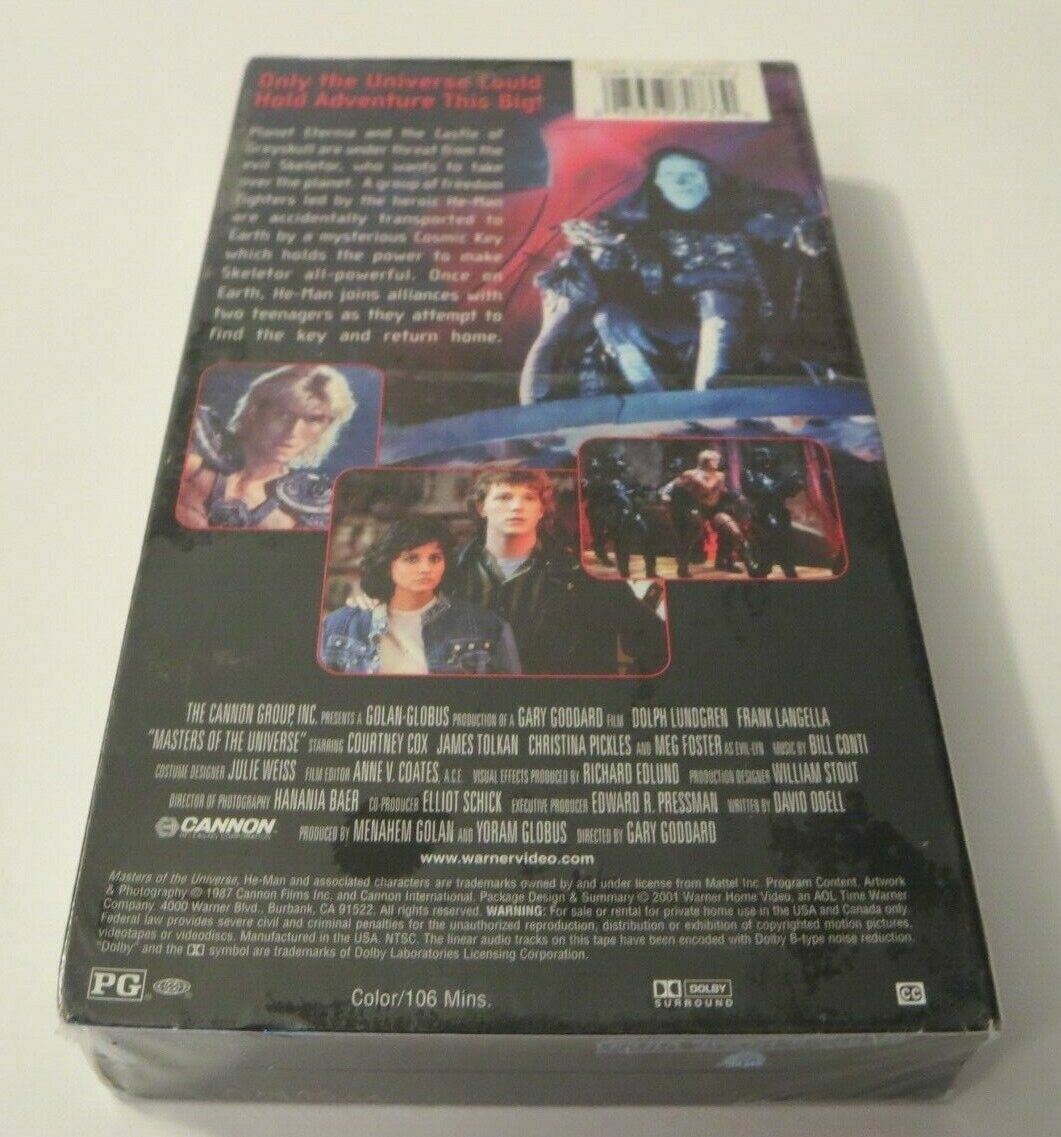 Only the Universe Could
Hold Adventure This Big!
Planet Eternia and the Castle of
Greyskull are under threat from the
evil Skeletor, who wants to take
over the planet. A group of freedom
fighters led by the heroic He-Man
are accidentally transported to
Earth by a mysterious Cosmic Key
which holds the power to make
Skeletor all-powerful. Once on
Earth, He-Man joins alliances with
two teenagers as they attempt to
find the key and return home.
THE CANNON GROUP, INC. PRESENTS A GOLAN-GLOBUS PRODUCTION OF A GARY GODDARD FILM DOLPH LUNDGREN FRANK LANGELLA
"MASTERS OF THE UNIVERSE" STARRING COURTNEY COX JAMES TOLKAN CHRISTINA PICKLES AND MEG FOSTER AS EVIL-LYN MUSIC BY BILL CONTI
COSTUME DESIGNER JULIE WEISS FILM EDITOR ANNE V. COATES, A.C.E. VISUAL EFFECTS PRODUCED BY RICHARD EDLUND PRODUCTION DESIGNER WILLIAM STOUT
DIRECTOR OF PHOTOGRAPHY HANANIA BAER CO-PRODUCER ELLIOT SCHICK EXECUTIVE PRODUCER EDWARD R. PRESSMAN WRITTEN BY DAVID ODELL
CANNON PRODUCED BY MENAHEM GOLAN AND YORAM GLOBUS DIRECTED BY GARY GODDARD
www.warnervideo.com
Masters of the Universe, He-Man and associated characters are trademarks owned by and under license from Mattel Inc. Program Content, Artwork
& Photography © 1987 Cannon Films Inc. and Cannon International. Package Design & Summary © 2001 Warner Home Video, an AOL Time Warner
Company. 4000 Warner Blvd., Burbank, CA 91522. All rights reserved. WARNING: For sale or rental for private home use in the USA and Canada only.
Federal law provides severe civil and criminal penalties for the unauthorized reproduction, distribution or exhibition of copyrighted motion pictures,
videotapes or videodiscs. Manufactured in the USA. NTSC. The linear audio tracks on this tape have been encoded with Dolby B-type noise reduction.
"Dolby" and the DD symbol are trademarks of Dolby Laboratories Licensing Corporation.
PG
Color/106 Mins.
DOLBY
SURROUND
CC